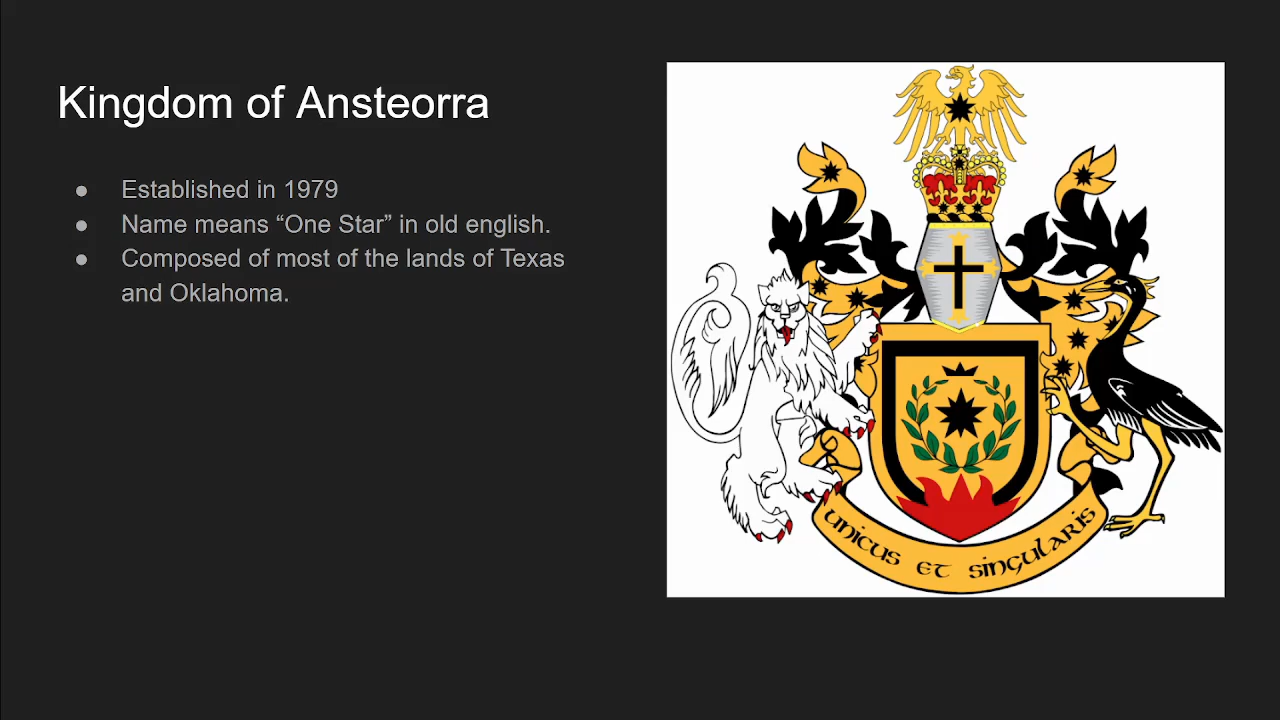 Kingdom of Ansteorra
● Established in 1979
● Name means “One Star” in old english.
● Composed of most of the lands of Texas
and Oklahoma.
unicus et singularis